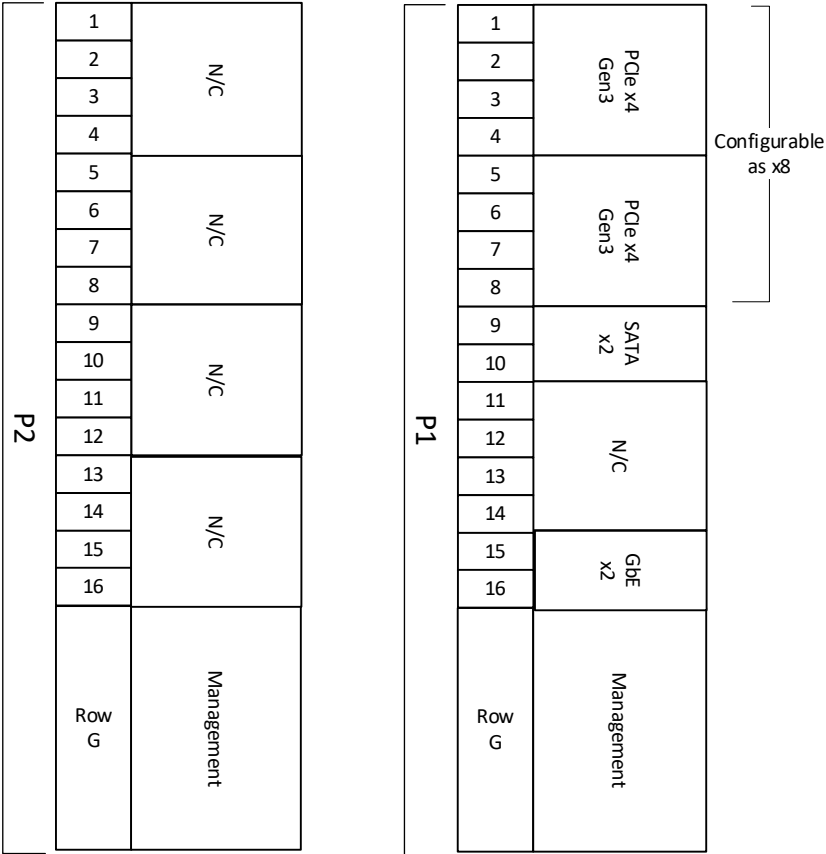 P2
1
2
3
4
N/C
5
6
7
8
N/C
9
10
11
12
N/C
13
14
15
16
N/C
Row
G
Management
P1
1
2
3
4
PCIe x4
Gen3
5
6
7
8
PCIe x4
Gen3
Configurable
as x8
9
10
SATA
x2
11
12
13
14
N/C
15
16
GbE
x2
Row
G
Management